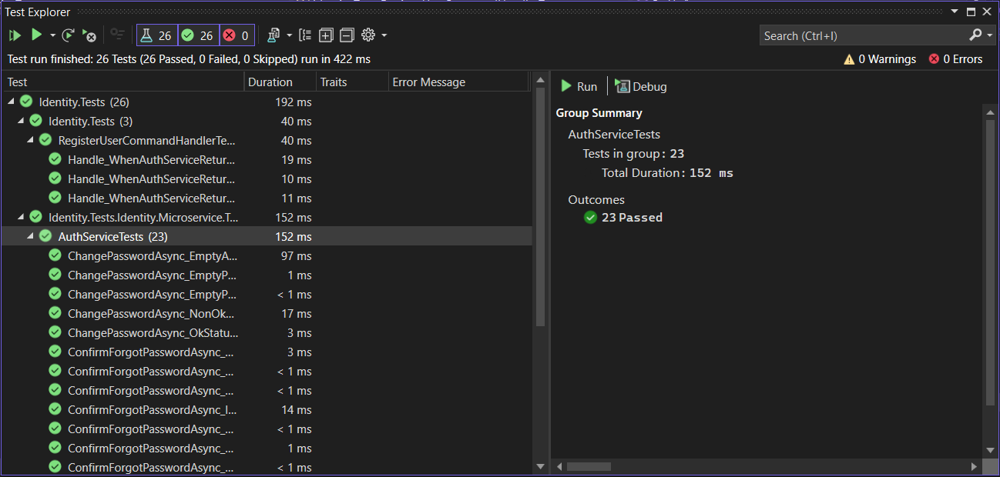 Test Explorer
26 26 0
Search (Ctrl+I)
Test run finished: 26 Tests (26 Passed, 0 Failed, 0 Skipped) run in 422 ms
0 Warnings 0 Errors
Test Duration Traits Error Message
Identity.Tests (26) 192 ms
Identity.Tests (3) 40 ms
RegisterUserCommandHandlerTe... 40 ms
Handle_WhenAuthServiceRetur... 19 ms
Handle_WhenAuthServiceRetur... 10 ms
Handle_WhenAuthServiceRetur... 11 ms
Identity.Tests.Identity.Microservice.T... 152 ms
AuthServiceTests (23) 152 ms
ChangePasswordAsync_EmptyA... 97 ms
ChangePasswordAsync_EmptyP... 1 ms
ChangePasswordAsync_EmptyP... < 1 ms
ChangePasswordAsync_NonOk... 17 ms
ChangePasswordAsync_OkStatu... 3 ms
ConfirmForgotPasswordAsync_... 3 ms
ConfirmForgotPasswordAsync_... < 1 ms
ConfirmForgotPasswordAsync_... < 1 ms
ConfirmForgotPasswordAsync_I... 14 ms
ConfirmForgotPasswordAsync_... < 1 ms
ConfirmForgotPasswordAsync_... 1 ms
ConfirmForgotPasswordAsync_... < 1 ms
Run Debug
Group Summary
AuthServiceTests
Tests in group: 23
Total Duration: 152 ms
Outcomes
23 Passed